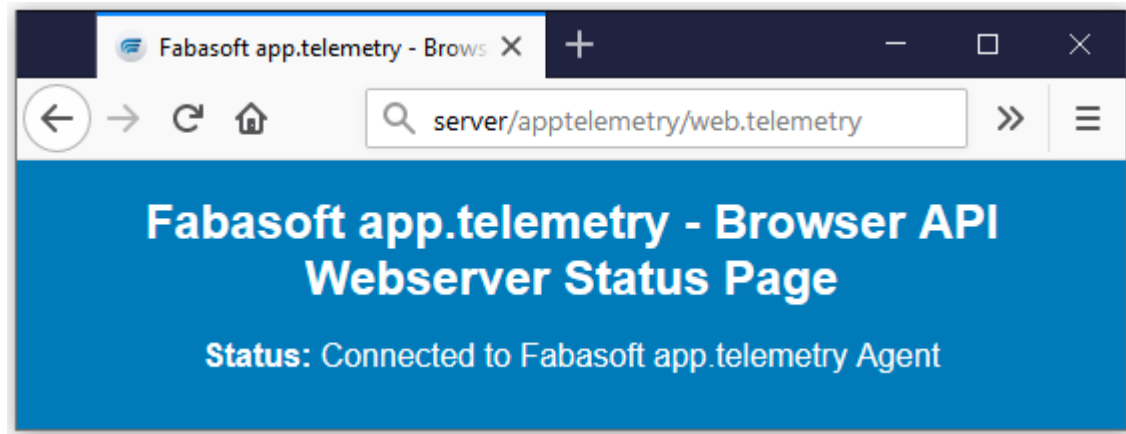 Fabasoft app.telemetry - Brows
server/apptelemetry/web.telemetry
Fabasoft app.telemetry - Browser API
Webserver Status Page
Status: Connected to Fabasoft app.telemetry Agent